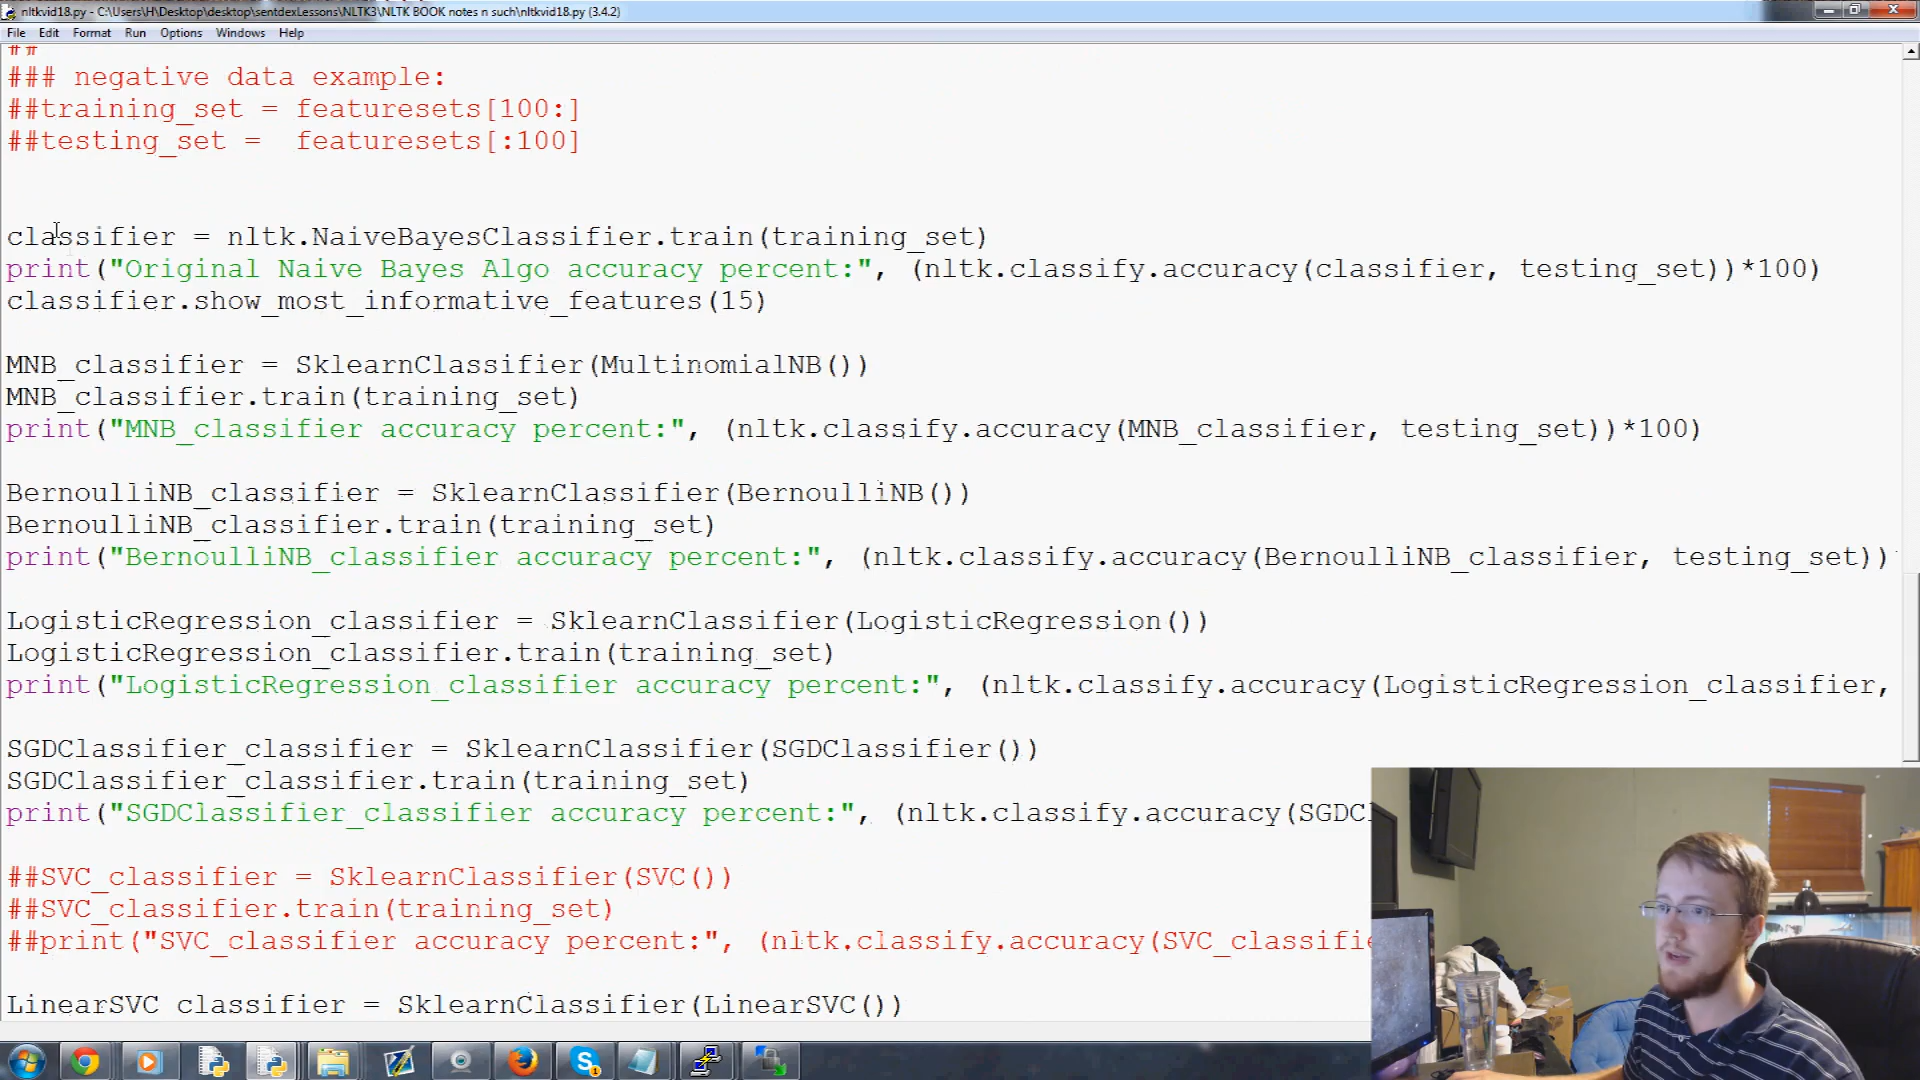 nltkvid18.py - C:\Users\H\Desktop\desktop\sentdexLessons\NLTK3\NLTK BOOK notes n such\nltkvid18.py (3.4.2)
File Edit Format Run Options Help
##
### negative data example:
##training_set = featuresets[100:]
##testing_set =  featuresets[:100]
classifier = nltk.NaiveBayesClassifier.train(training_set)
print("Original Naive Bayes Algo accuracy percent:", (nltk.classify.accuracy(classifier, testing_set))*100)
classifier.show_most_informative_features(15)
MNB_classifier = SklearnClassifier(MultinomialNB())
MNB_classifier.train(training_set)
print("MNB_classifier accuracy percent:", (nltk.classify.accuracy(MNB_classifier, testing_set))*100)
BernoulliNB_classifier = SklearnClassifier(BernoulliNB())
BernoulliNB_classifier.train(training_set)
print("BernoulliNB_classifier accuracy percent:", (nltk.classify.accuracy(BernoulliNB_classifier, testing_set))
LogisticRegression_classifier = SklearnClassifier(LogisticRegression())
LogisticRegression_classifier.train(training_set)
print("LogisticRegression_classifier accuracy percent:", (nltk.classify.accuracy(LogisticRegression_classifier,
SGDClassifier_classifier = SklearnClassifier(SGDClassifier())
SGDClassifier_classifier.train(training_set)
print("SGDClassifier_classifier accuracy percent:", (nltk.classify.accuracy(SGDC
##SVC_classifier = SklearnClassifier(SVC())
##SVC_classifier.train(training_set)
##print("SVC_classifier accuracy percent:", (nltk.classify.accuracy(SVC_classifie
LinearSVC_classifier = SklearnClassifier(LinearSVC())